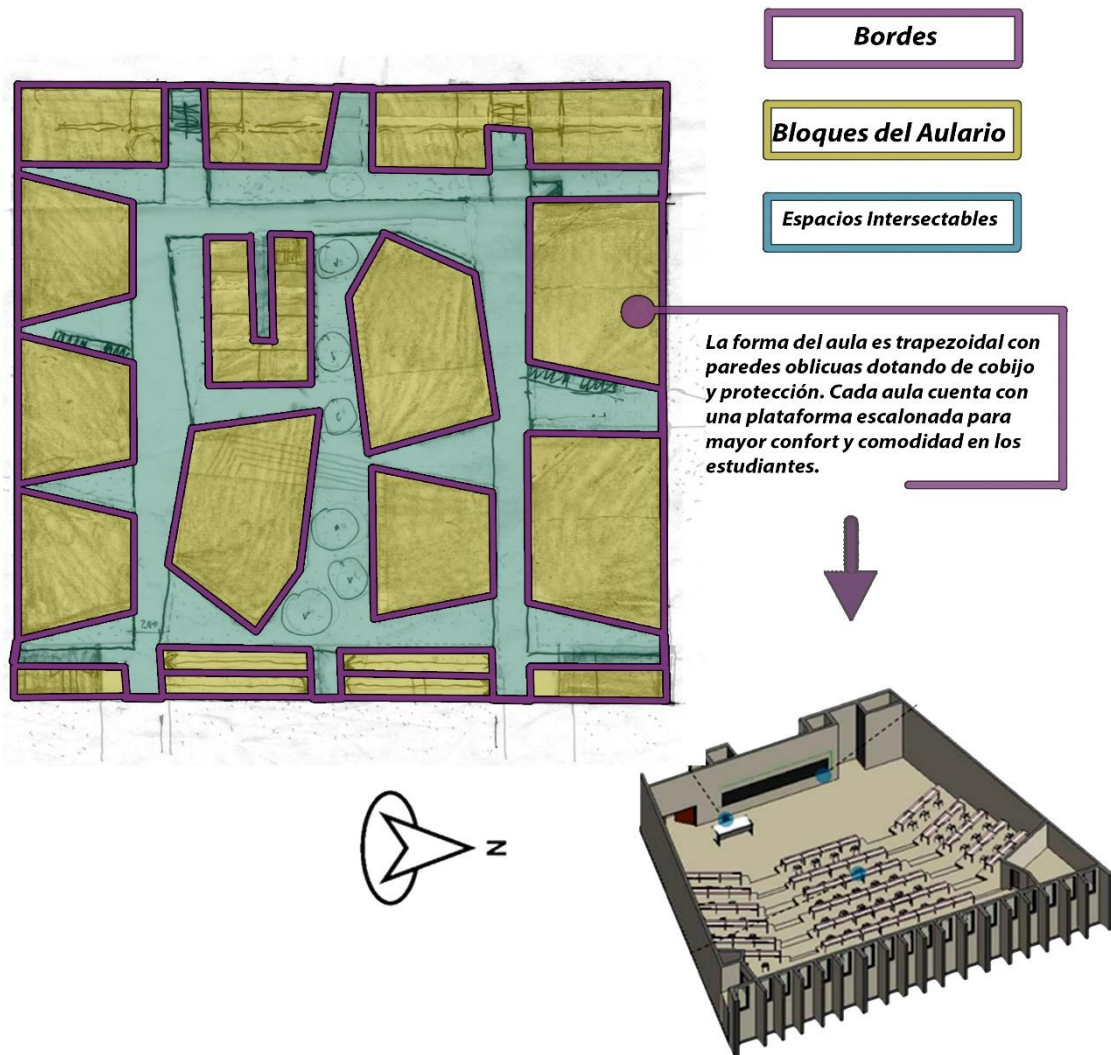 Bordes
Bloques del Aulario
Espacios Intersectables
La forma del aula es trapezoidal con
paredes oblicuas dotando de cobijo
y protección. Cada aula cuenta con
una plataforma escalonada para
mayor confort y comodidad en los
estudiantes.
N